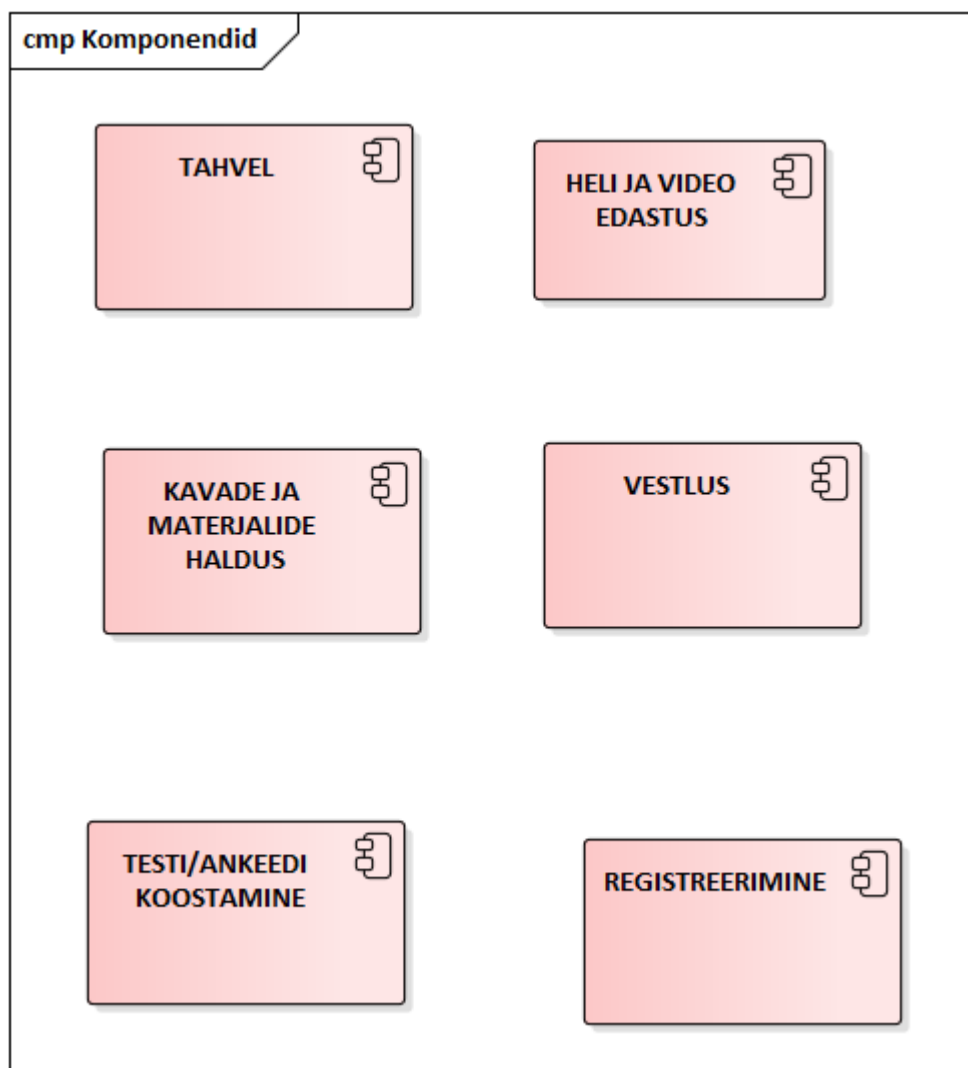 cmp Komponendid
TAHVEL
HELI JA VIDEO
EDASTUS
KAVADE JA
MATERJALIDE
HALDUS
VESTLUS
TESTI/ANKEEDI
KOOSTAMINE
REGISTREERIMINE